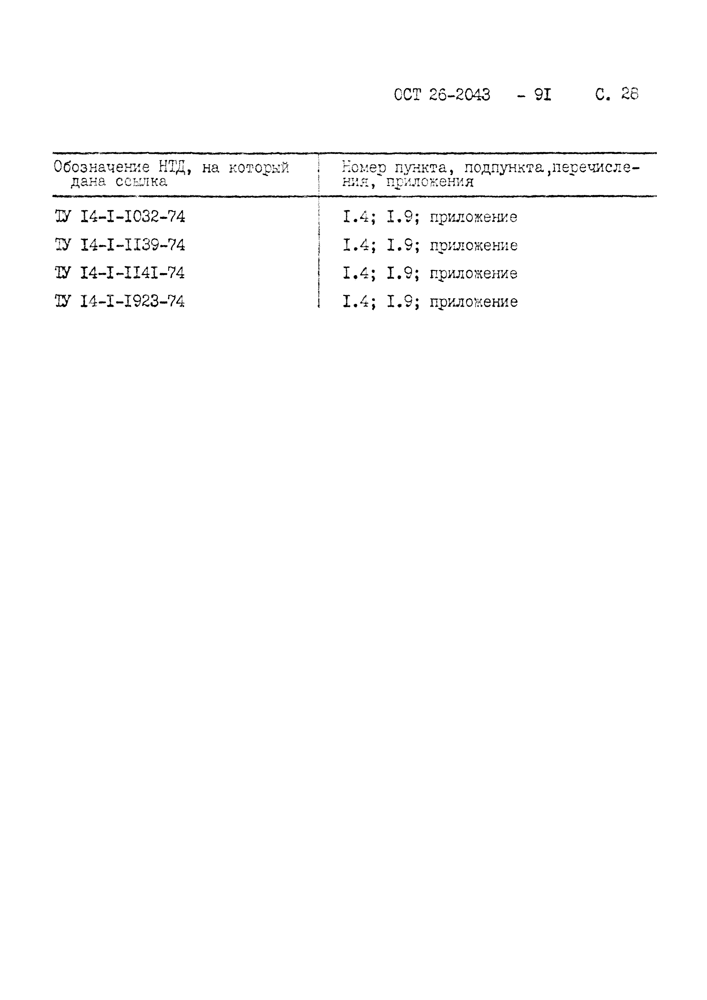 ОСТ 26-2043 - 9I С. 28
Обозначение НТД, на который
дана ссылка
Номер пункта, подпункта,перечисле-
ния, приложения
ТУ I4-I-I032-74 I.4; I.9; приложение
ТУ I4-I-II39-74 I.4; I.9; приложение
ТУ I4-I-II4I-74 I.4; I.9; приложение
ТУ I4-I-I923-74 I.4; I.9; приложение